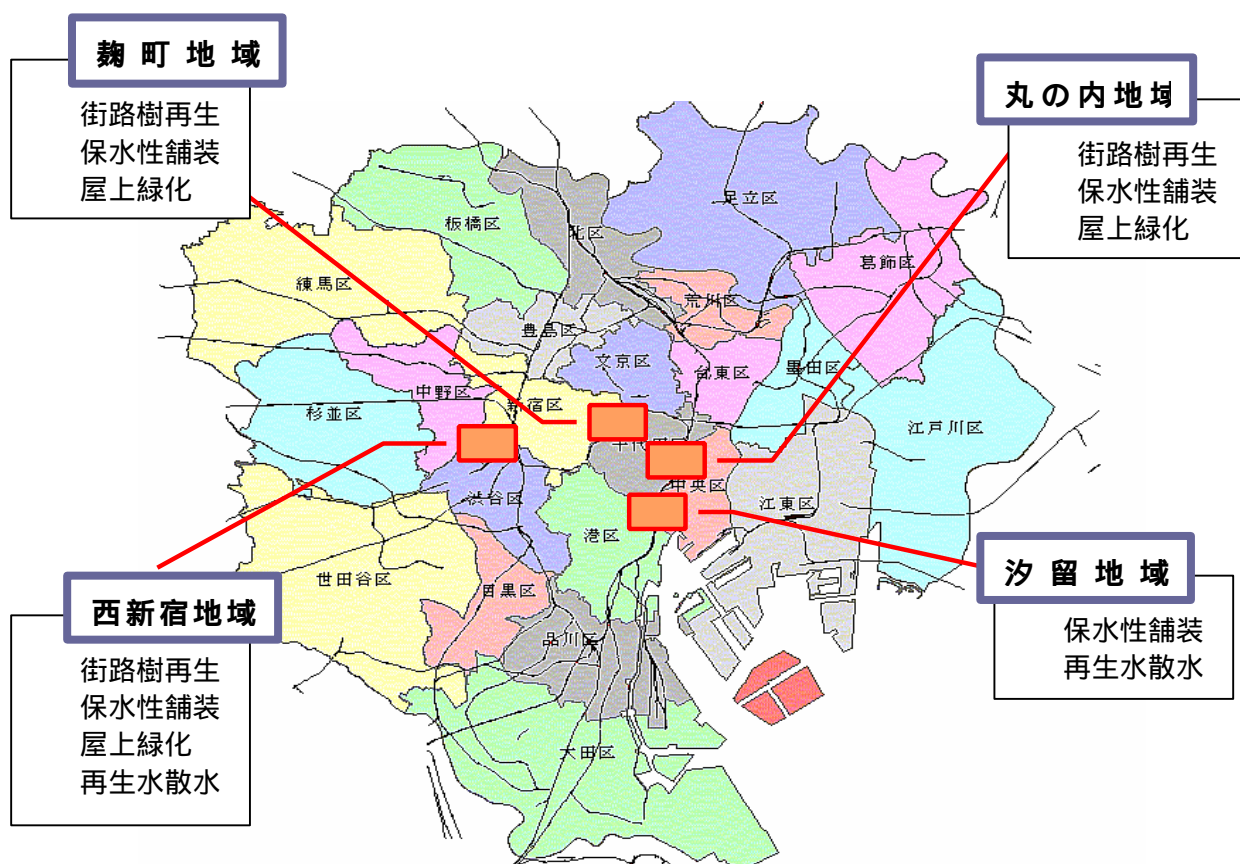 麹町地域
街路樹再生
保水性舗装
屋上緑化
丸の内地域
街路樹再生
保水性舗装
屋上緑化
足立区
板橋区
北区
葛飾区
練馬区
荒川区
豊島区
文京区
台東区
墨田区
中野区
新宿区
杉並区
江戸川区
千代田区
中央区
渋谷区
江東区
港区
世田谷区
目黒区
品川区
大田区
西新宿地域
街路樹再生
保水性舗装
屋上緑化
再生水散水
汐留地域
保水性舗装
再生水散水